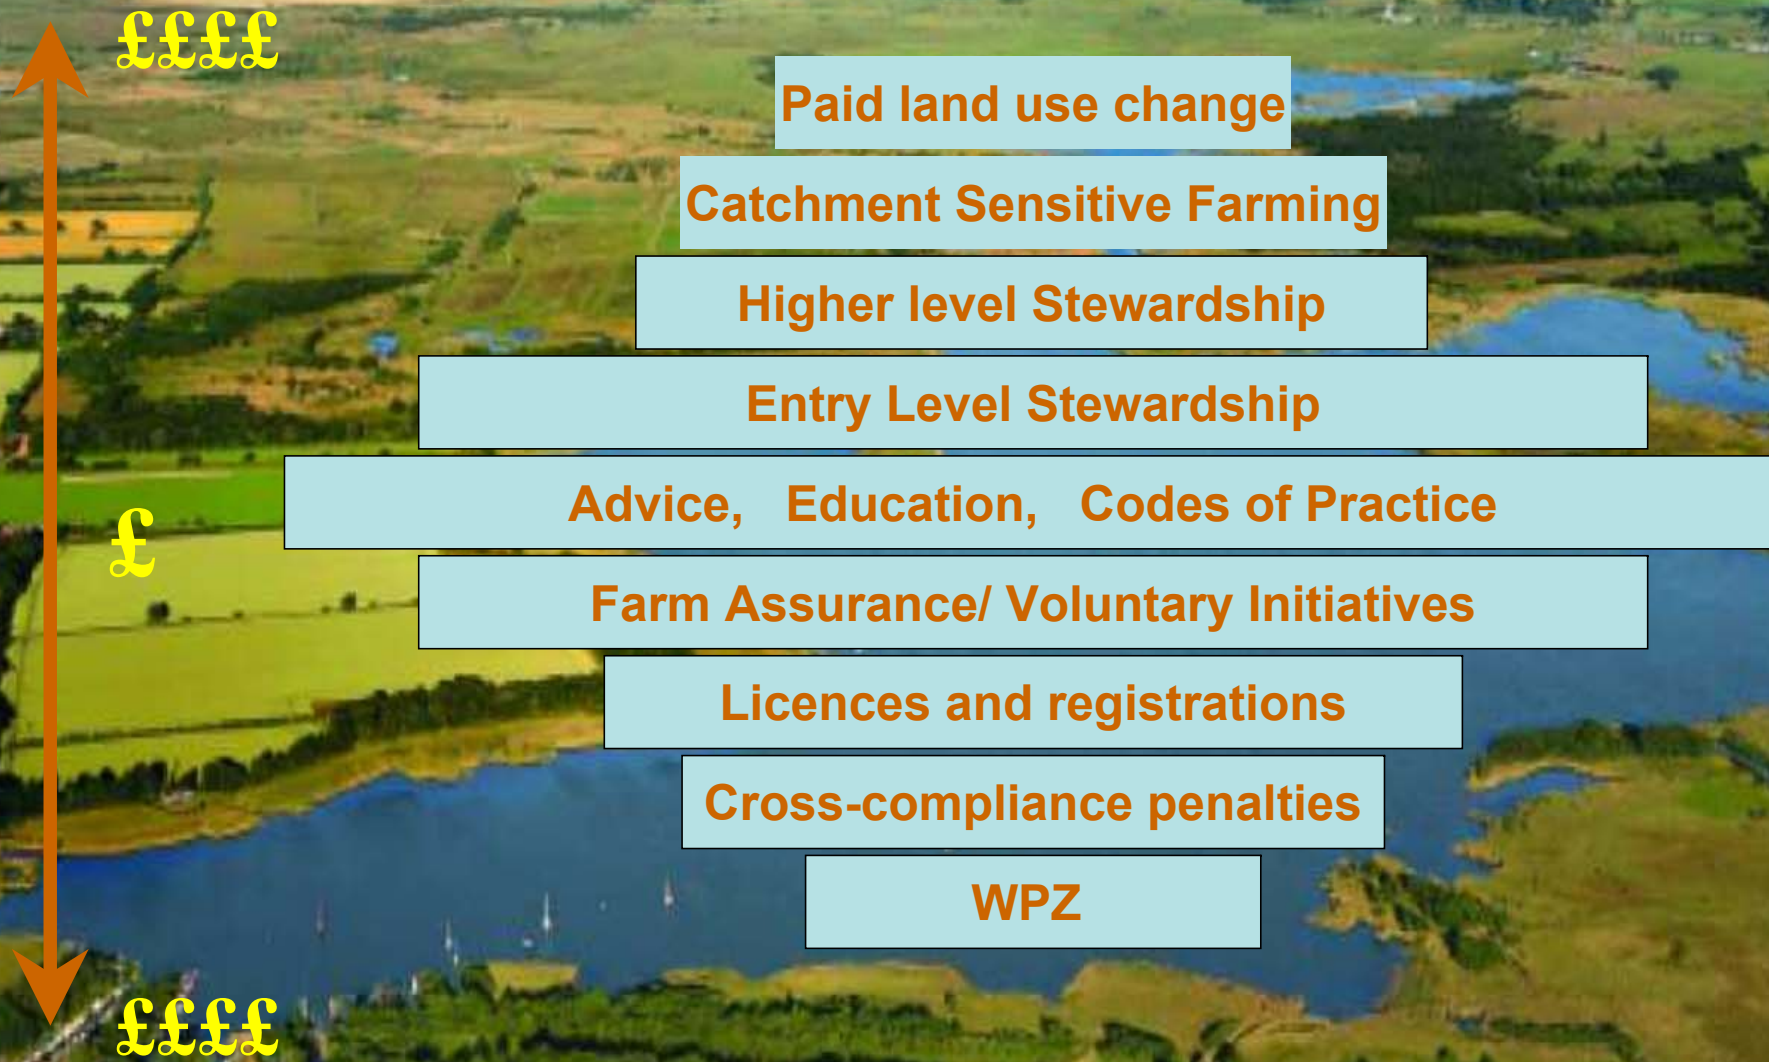 ££££
Paid land use change
Catchment Sensitive Farming
Higher level Stewardship
Entry Level Stewardship
Advice, Education, Codes of Practice
£
Farm Assurance/ Voluntary Initiatives
Licences and registrations
Cross-compliance penalties
WPZ
££££